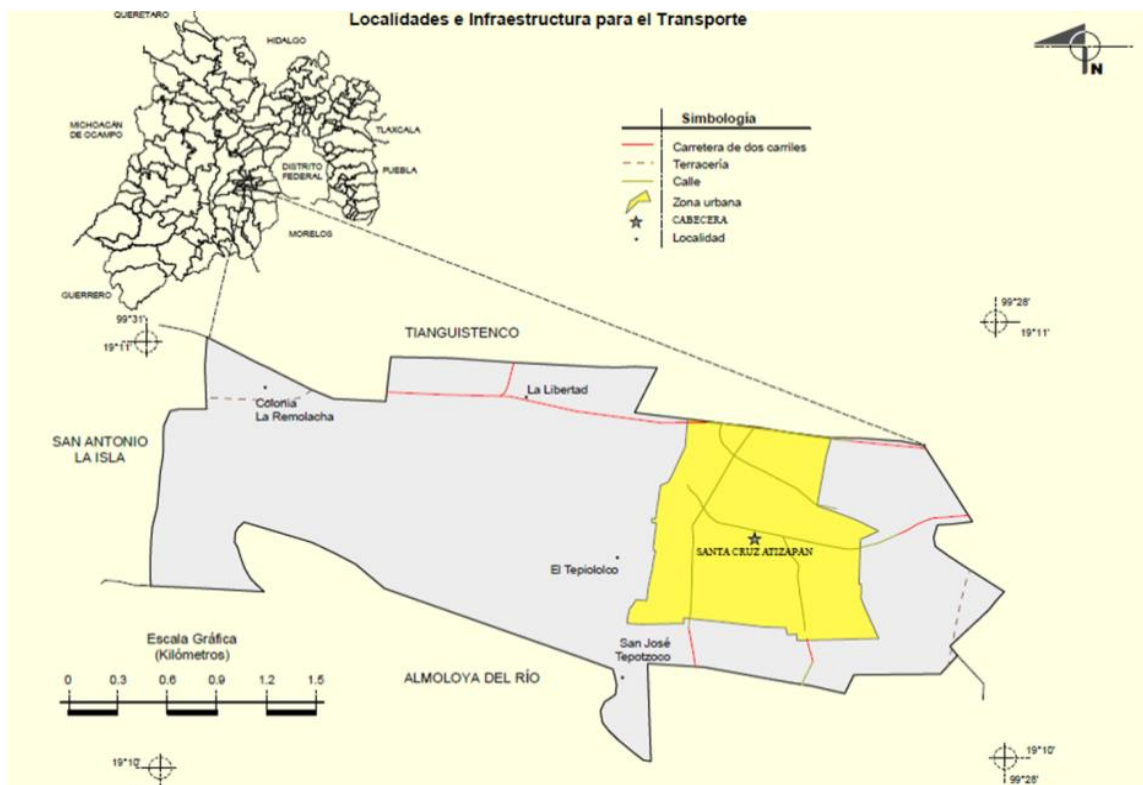 Localidades e Infraestructura para el Transporte
QUERETARO
HIDALGO
MICHOACÁN
DE OCAMPO
TLAXCALA
DISTRITO
FEDERAL
PUEBLA
MORELOS
GUERRERO
N
Simbología
Carretera de dos carriles
Terracería
Calle
Zona urbana
CABECERA
Localidad
99°31'
19°11'
99°28'
19°11'
TIANGUISTENCO
La Libertad
Colonia
La Remolacha
SAN ANTONIO
LA ISLA
SANTA CRUZ ATIZAPÁN
El Tepiololco
San José
Tepotzoco
ALMOLOYA DEL RÍO
Escala Gráfica
(Kilómetros)
0 0.3 0.6 0.9 1.2 1.5
19°10'
19°10'
99°28'